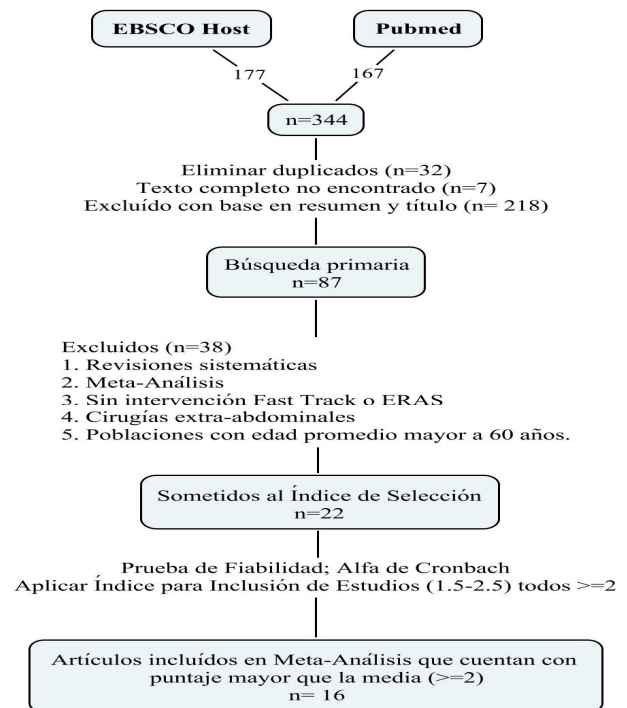 EBSCO Host
Pubmed
177
167
n=344
Eliminar duplicados (n=32)
Texto completo no encontrado (n=7)
Excluído con base en resumen y título (n= 218)
Búsqueda primaria
n=87
Excluidos (n=38)
1. Revisiones sistemáticas
2. Meta-Análisis
3. Sin intervención Fast Track o ERAS
4. Cirugías extra-abdominales
5. Poblaciones con edad promedio mayor a 60 años.
Sometidos al Índice de Selección
n=22
Prueba de Fiabilidad; Alfa de Cronbach
Aplicar Índice para Inclusión de Estudios (1.5-2.5) todos >=2
Artículos incluídos en Meta-Análisis que cuentan con
puntaje mayor que la media (>=2)
n= 16